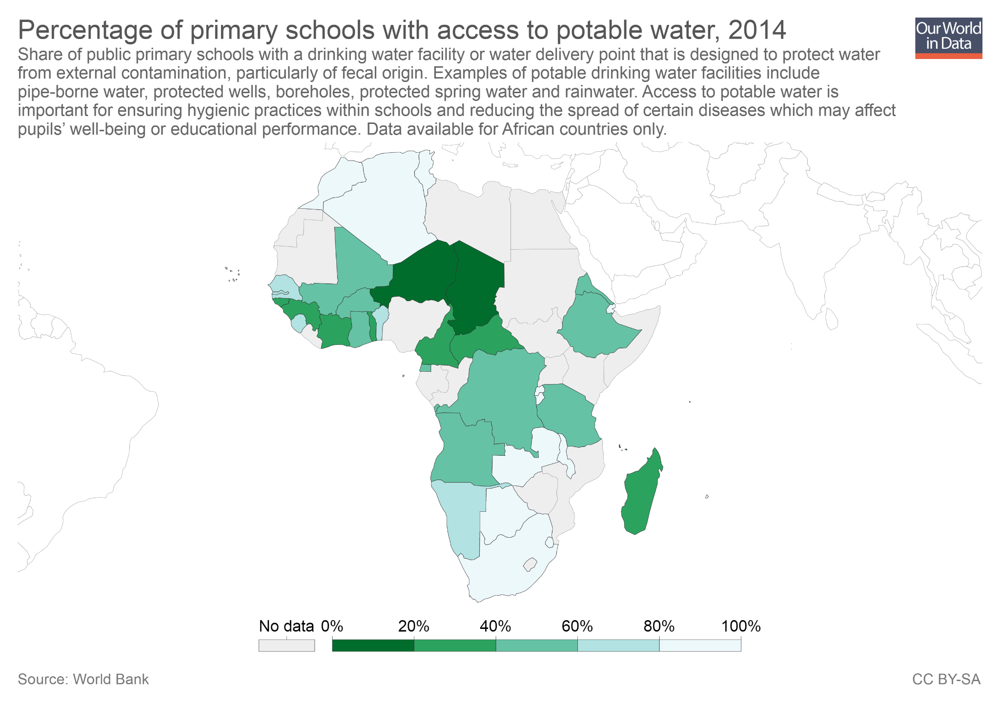 Percentage of primary schools with access to potable water, 2014
Our World
in Data
Share of public primary schools with a drinking water facility or water delivery point that is designed to protect water
from external contamination, particularly of fecal origin. Examples of potable drinking water facilities include
pipe-borne water, protected wells, boreholes, protected spring water and rainwater. Access to potable water is
important for ensuring hygienic practices within schools and reducing the spread of certain diseases which may affect
pupils’ well-being or educational performance. Data available for African countries only.
No data 0% 20% 40% 60% 80% 100%
Source: World Bank
CC BY-SA